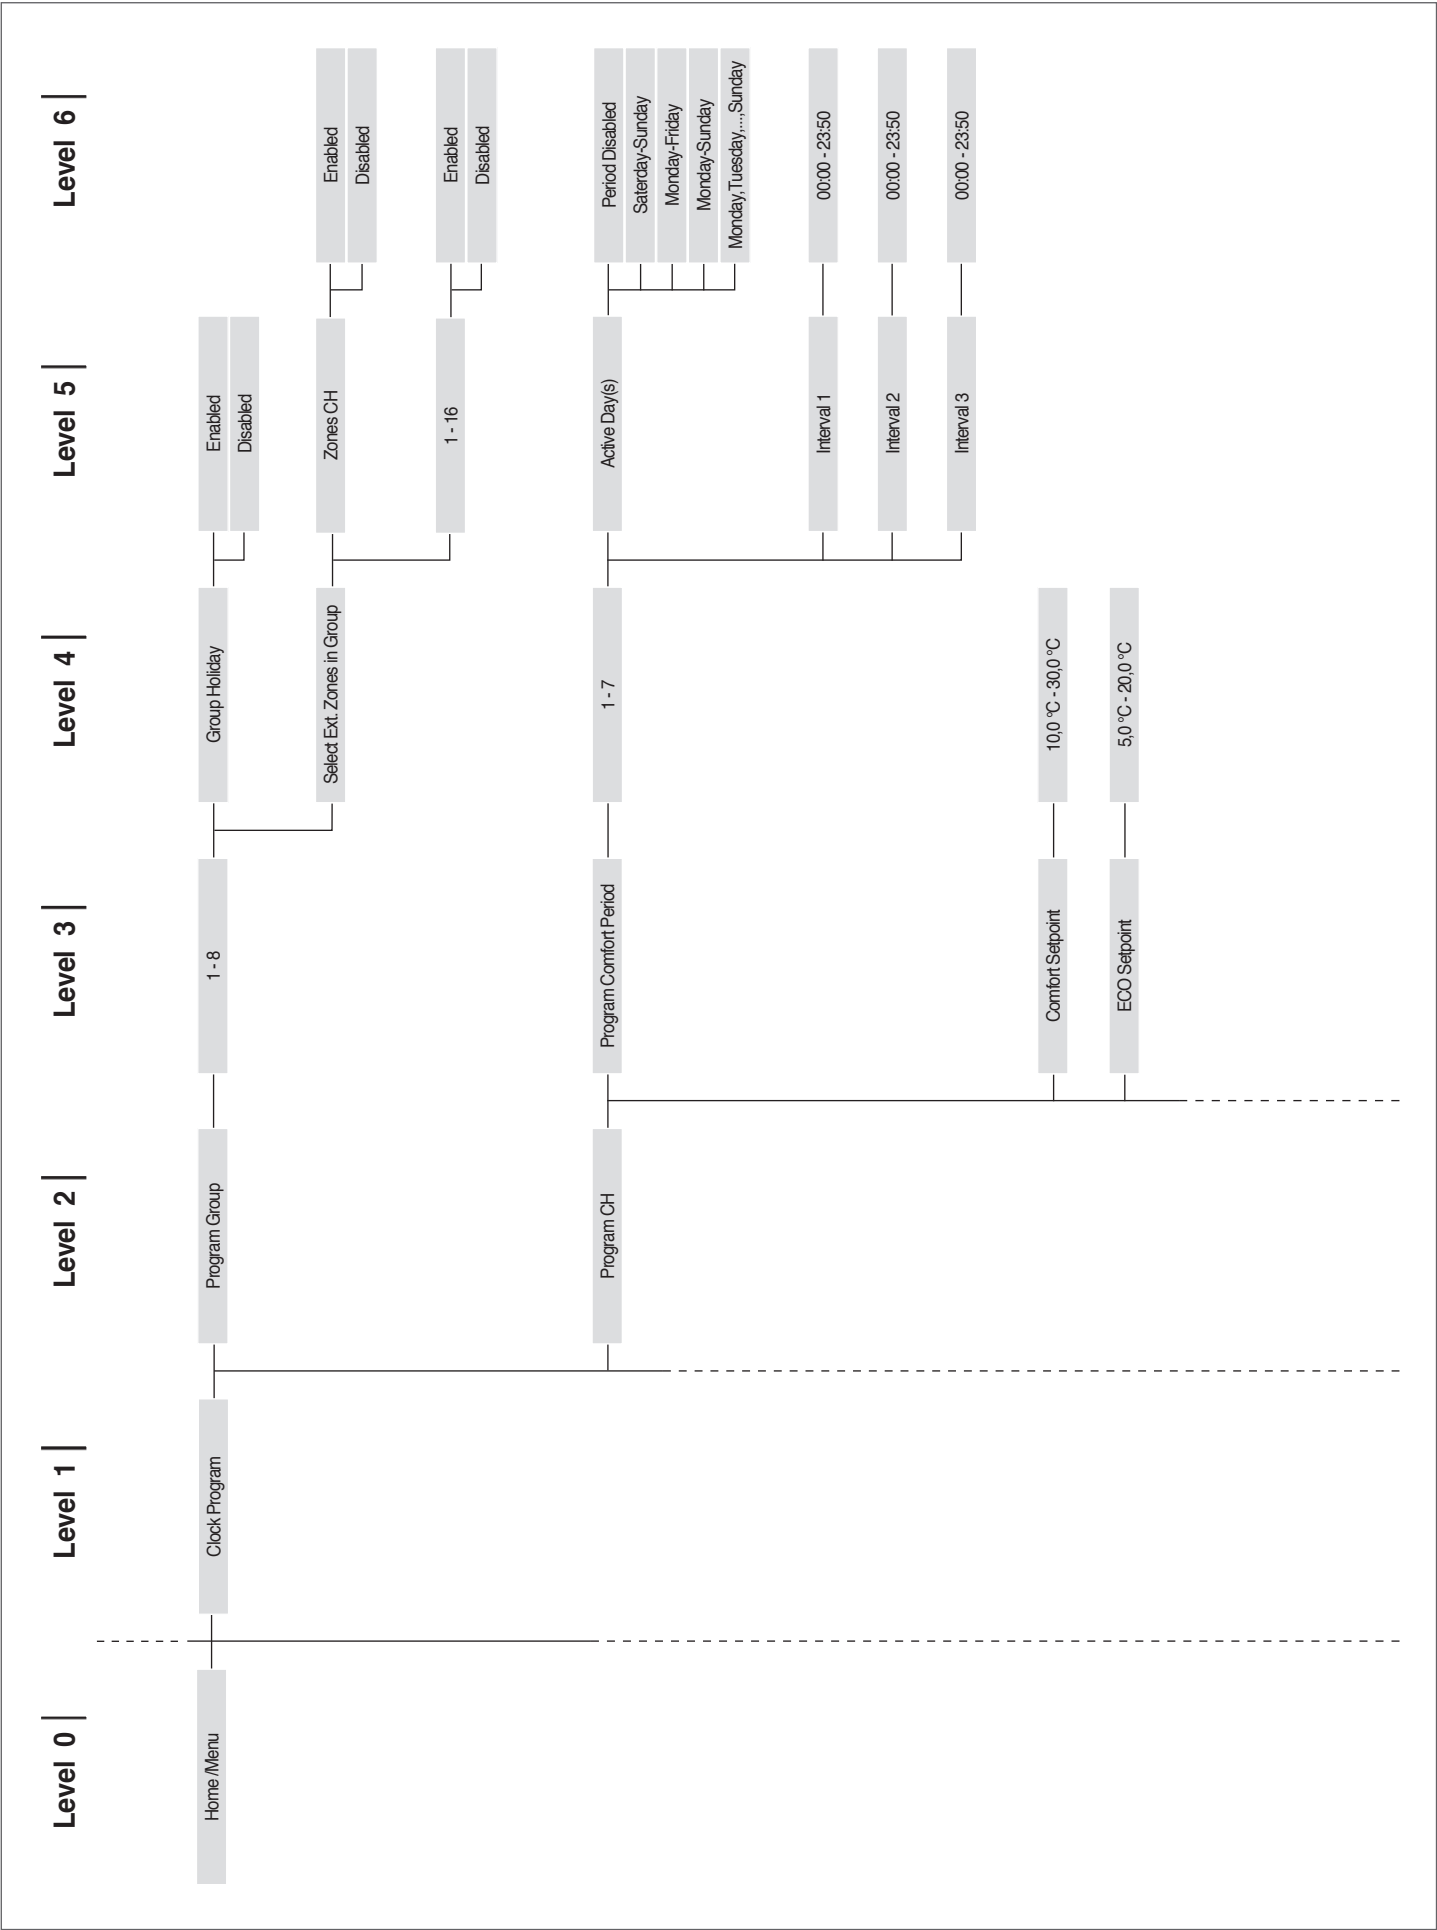 Level 0
Level 1
Level 2
Level 3
Level 4
Level 5
Level 6
Home /Menu
Clock Program
Program Group
1 - 8
Group Holiday
Enabled
Disabled
Select Ext. Zones in Group
Zones CH
Enabled
Disabled
1 - 16
Enabled
Disabled
Program CH
Program Comfort Period
1 - 7
Active Day(s)
Period Disabled
Saterday-Sunday
Monday-Friday
Monday-Sunday
Monday,Tuesday,...,Sunday
Interval 1
00:00 - 23:50
Interval 2
00:00 - 23:50
Interval 3
00:00 - 23:50
Comfort Setpoint
10,0 °C - 30,0 °C
ECO Setpoint
5,0 °C - 20,0 °C